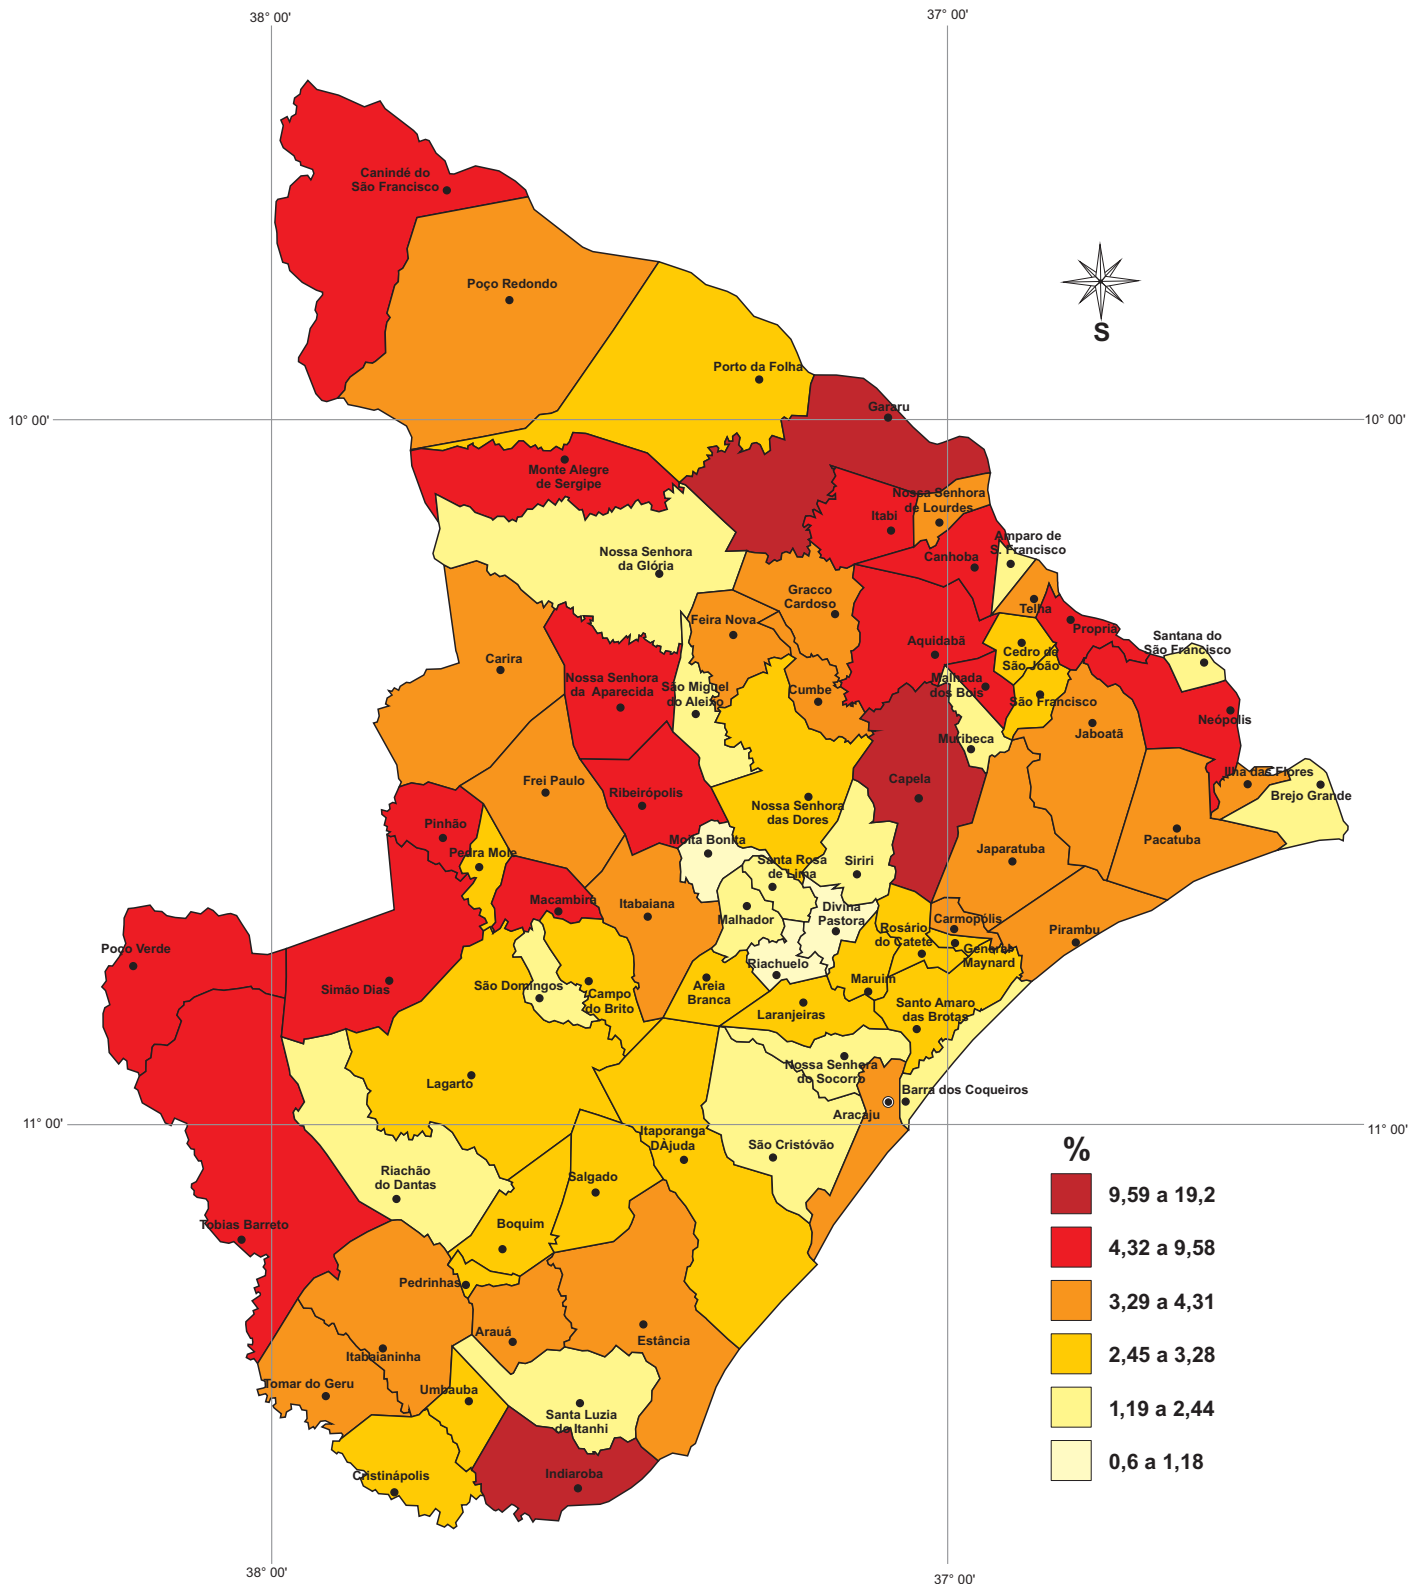 38° 00'
37° 00'
Canindé do
São Francisco
Poço Redondo
S
Porto da Folha
Gararu
10° 00'
10° 00'
Monte Alegre
de Sergipe
Nossa Senhora
de Lourdes
Itabi
Amparo de
S. Francisco
Nossa Senhora
da Glória
Canhoba
Gracco
Cardoso
Telha
Feira Nova
Propriá
Aquidabã
Santana do
São Francisco
Cedro de
São João
Carira
Nossa Senhora
da Aparecida
São Miguel
do Aleixo
Cumbe
Malhada
dos Bois
São Francisco
Neópolis
Jaboatã
Muribeca
Frei Paulo
Ribeirópolis
Capela
Ilha das Flores
Brejo Grande
Nossa Senhora
das Dores
Pinhão
Moita Bonita
Pacatuba
Pedra Mole
Santa Rosa
de Lima
Siriri
Japaratuba
Macambira
Itabaiana
Malhador
Divina
Pastora
Carmopólis
Rosário
do Catete
Pirambu
General
Maynard
Poço Verde
Riachuelo
Simão Dias
São Domingos
Campo
do Brito
Areia
Branca
Maruim
Laranjeiras
Santo Amaro
das Brotas
Nossa Senhora
do Socorro
Lagarto
Barra dos Coqueiros
Aracaju
11° 00'
11° 00'
Itaporanga
DÀjuda
São Cristóvão
%
Riachão
do Dantas
Salgado
9,59 a 19,2
Tobias Barreto
Boquim
4,32 a 9,58
Pedrinhas
3,29 a 4,31
Arauá
Estância
Itabaianinha
2,45 a 3,28
Tomar do Geru
Umbauba
1,19 a 2,44
Santa Luzia
do Itanhi
0,6 a 1,18
Cristinápolis
Indiaroba
38° 00'
37° 00'